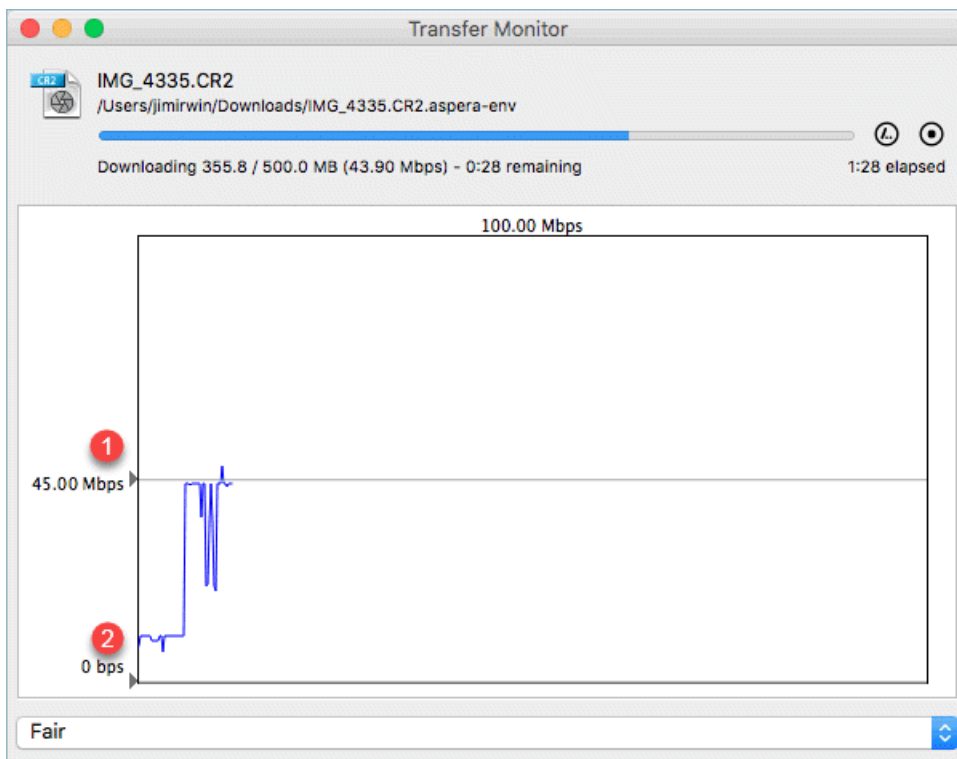 Transfer Monitor
CR2
IMG_4335.CR2
/Users/jimirwin/Downloads/IMG_4335.CR2.aspera-env
Downloading 355.8 / 500.0 MB (43.90 Mbps) - 0:28 remaining
1:28 elapsed
100.00 Mbps
1
45.00 Mbps
2
0 bps
Fair